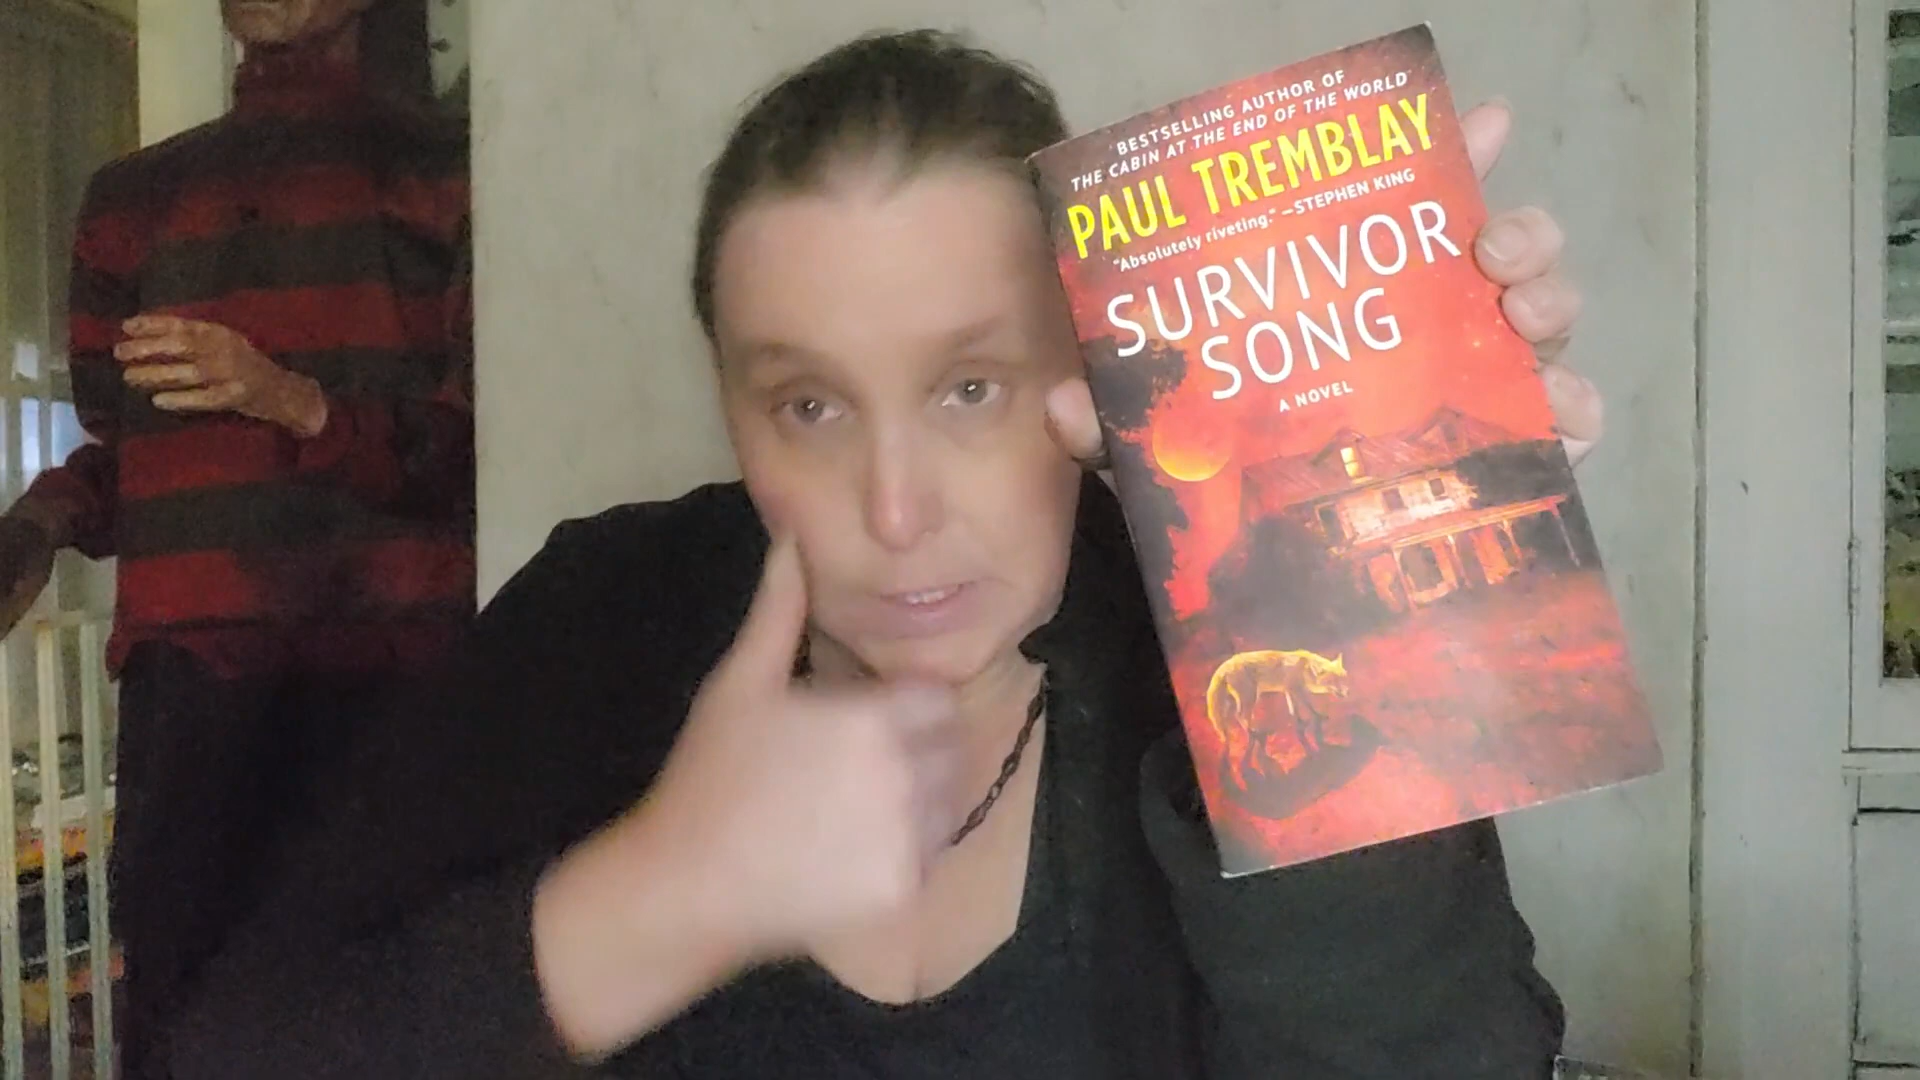 BESTSELLING AUTHOR OF
THE CABIN AT THE END OF THE WORLD
PAUL TREMBLAY
"Absolutely riveting." —STEPHEN KING
SURVIVOR
SONG
A NOVEL